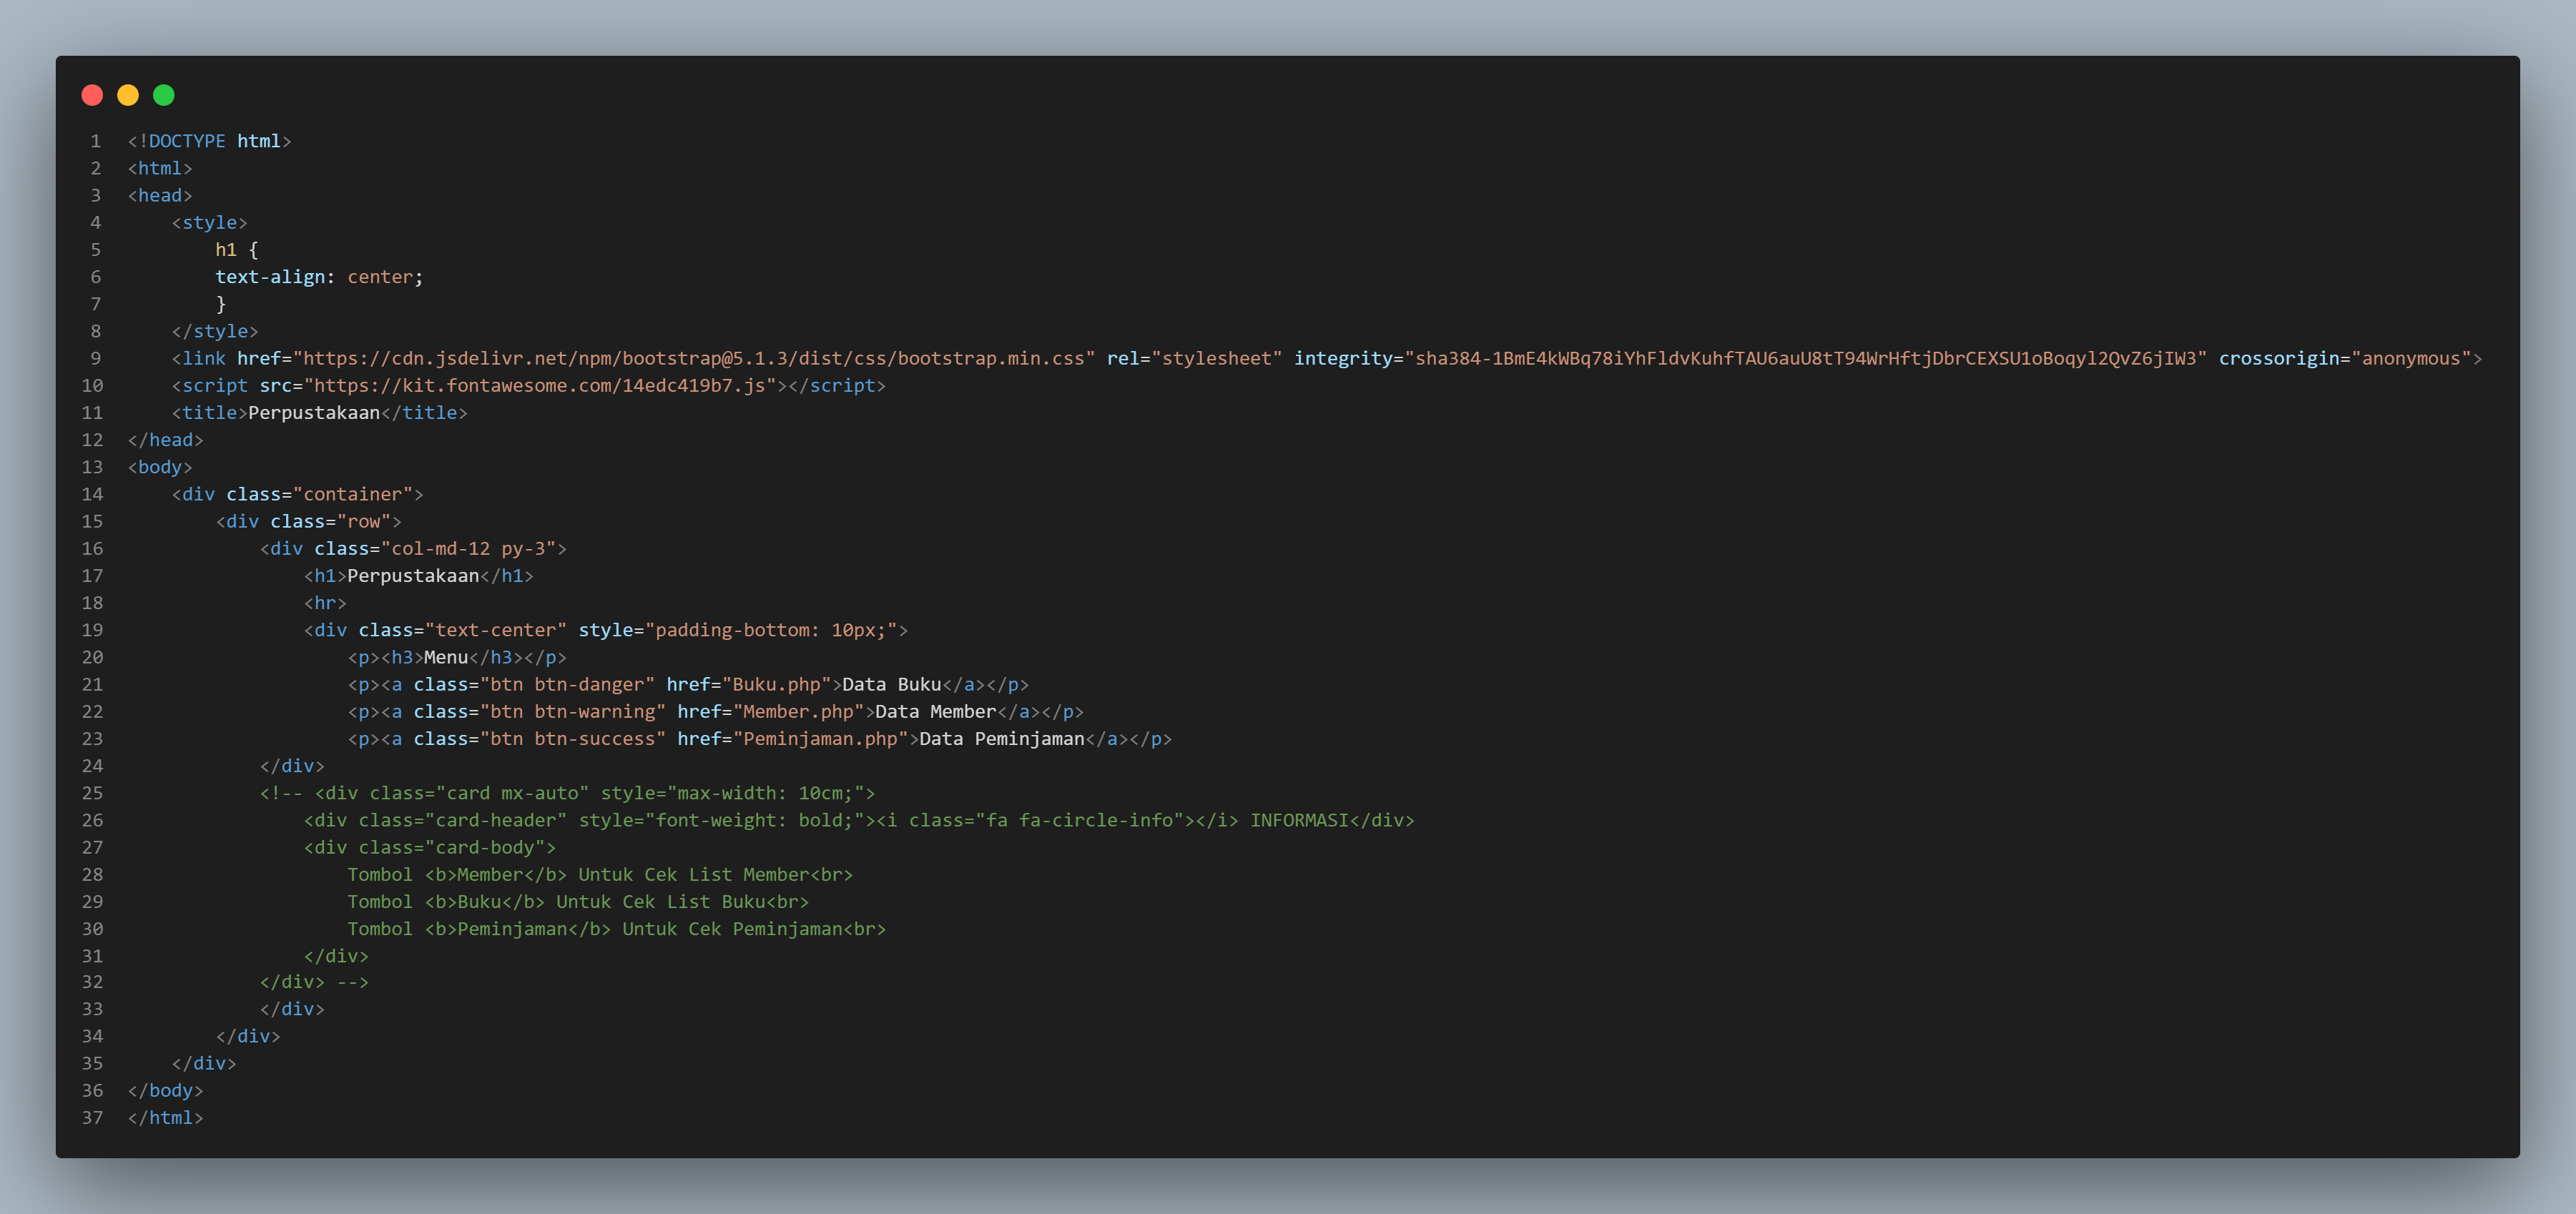 1 <!DOCTYPE html>
2 <html>
3 <head>
4     <style>
5         h1 {
6         text-align: center;
7         }
8     </style>
9     <link href="https://cdn.jsdelivr.net/npm/bootstrap@5.1.3/dist/css/bootstrap.min.css" rel="stylesheet" integrity="sha384-1BmE4kWBq78iYhFldvKuhfTAU6auU8tT94WrHftjDbrCEXSU1oBoqyl2QvZ6jIW3" crossorigin="anonymous">
10     <script src="https://kit.fontawesome.com/14edc419b7.js"></script>
11     <title>Perpustakaan</title>
12 </head>
13 <body>
14     <div class="container">
15         <div class="row">
16             <div class="col-md-12 py-3">
17                 <h1>Perpustakaan</h1>
18                 <hr>
19                 <div class="text-center" style="padding-bottom: 10px;">
20                     <p><h3>Menu</h3></p>
21                     <p><a class="btn btn-danger" href="Buku.php">Data Buku</a></p>
22                     <p><a class="btn btn-warning" href="Member.php">Data Member</a></p>
23                     <p><a class="btn btn-success" href="Peminjaman.php">Data Peminjaman</a></p>
24             </div>
25             <!-- <div class="card mx-auto" style="max-width: 10cm;">
26                 <div class="card-header" style="font-weight: bold;"><i class="fa fa-circle-info"></i> INFORMASI</div>
27                 <div class="card-body">
28                     Tombol <b>Member</b> Untuk Cek List Member<br>
29                     Tombol <b>Buku</b> Untuk Cek List Buku<br>
30                     Tombol <b>Peminjaman</b> Untuk Cek Peminjaman<br>
31                 </div>
32             </div> -->
33             </div>
34         </div>
35     </div>
36 </body>
37 </html>